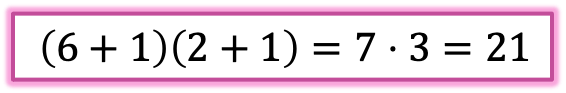 (6 + 1)(2 + 1) = 7 · 3 = 21